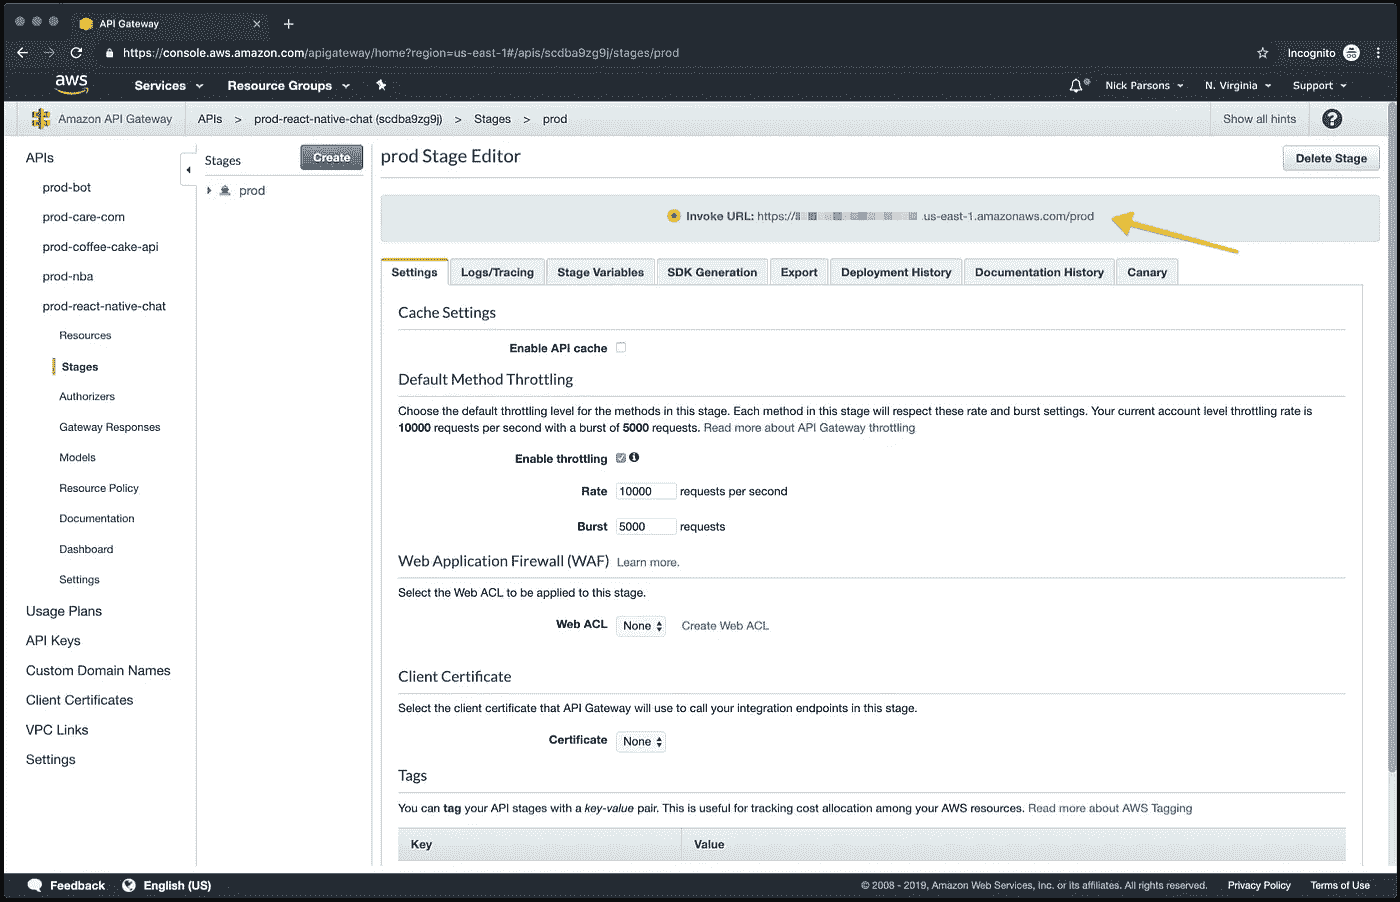 API Gateway
https://console.aws.amazon.com/apigateway/home?region=us-east-1#/apis/scdba9zg9j/stages/prod
Incognito
aws
Services
Resource Groups
Nick Parsons
N. Virginia
Support
Amazon API Gateway
APIs > prod-react-native-chat (scdba9zg9j) > Stages > prod
Show all hints
?
APIs
prod-bot
prod-care-com
prod-coffee-cake-api
prod-nba
prod-react-native-chat
Resources
Stages
Authorizers
Gateway Responses
Models
Resource Policy
Documentation
Dashboard
Settings
Usage Plans
API Keys
Custom Domain Names
Client Certificates
VPC Links
Settings
Stages
Create
prod
prod Stage Editor
Delete Stage
Invoke URL: https:// .us-east-1.amazonaws.com/prod
Settings
Logs/Tracing
Stage Variables
SDK Generation
Export
Deployment History
Documentation History
Canary
Cache Settings
Enable API cache
Default Method Throttling
Choose the default throttling level for the methods in this stage. Each method in this stage will respect these rate and burst settings. Your current account level throttling rate is
10000 requests per second with a burst of 5000 requests. Read more about API Gateway throttling
Enable throttling
Rate 10000 requests per second
Burst 5000 requests
Web Application Firewall (WAF) Learn more.
Select the Web ACL to be applied to this stage.
Web ACL None Create Web ACL
Client Certificate
Select the client certificate that API Gateway will use to call your integration endpoints in this stage.
Certificate None
Tags
You can tag your API stages with a key-value pair. This is useful for tracking cost allocation among your AWS resources. Read more about AWS Tagging
Key Value
Feedback
English (US)
© 2008 - 2019, Amazon Web Services, Inc. or its affiliates. All rights reserved.
Privacy Policy
Terms of Use